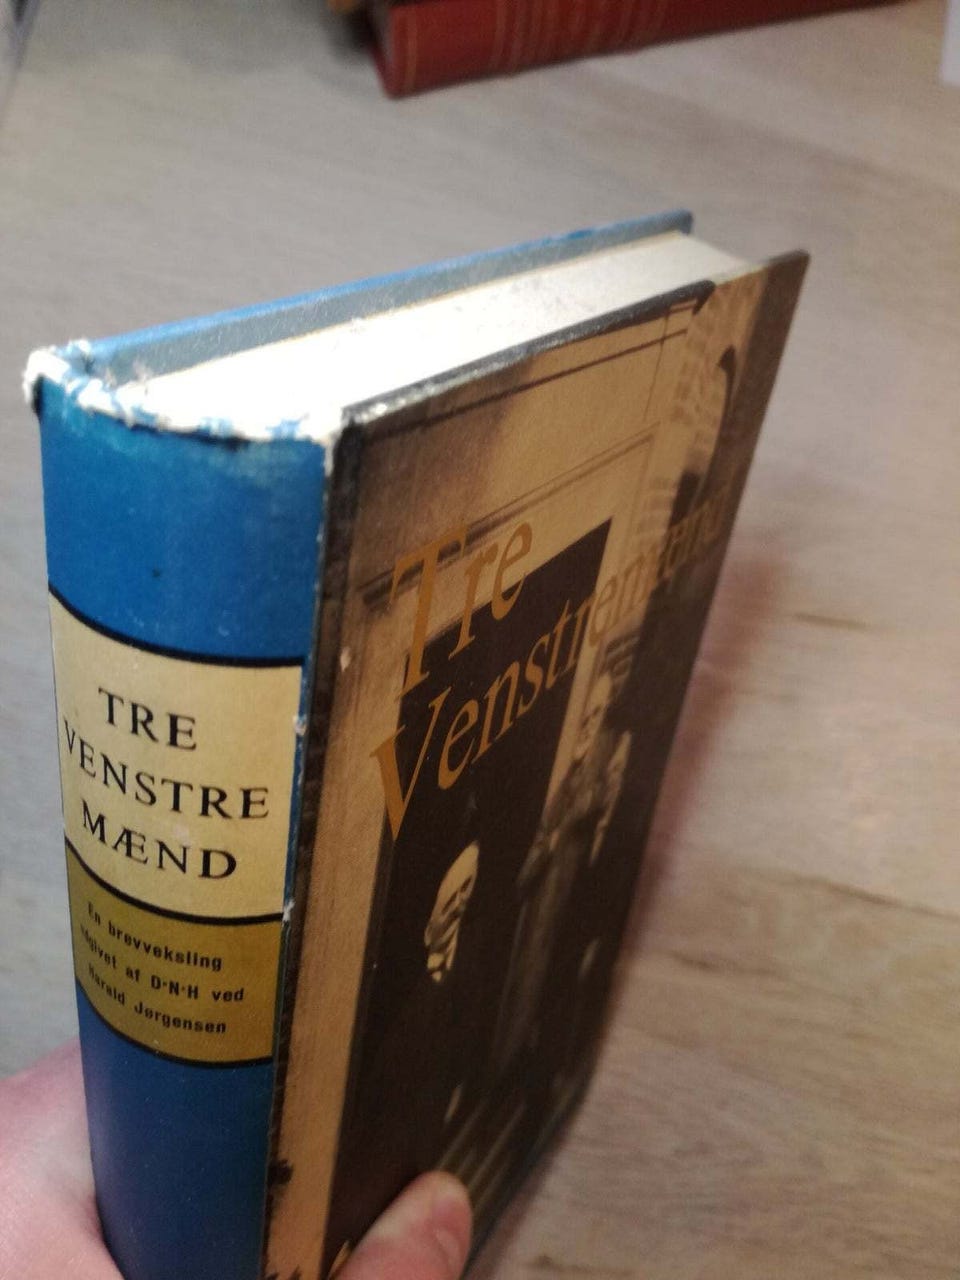 TRE
VENSTRE
MÆND
En brevveksling
udgivet af D·N·H ved
Harald Jørgensen
Tre
Venstremænd